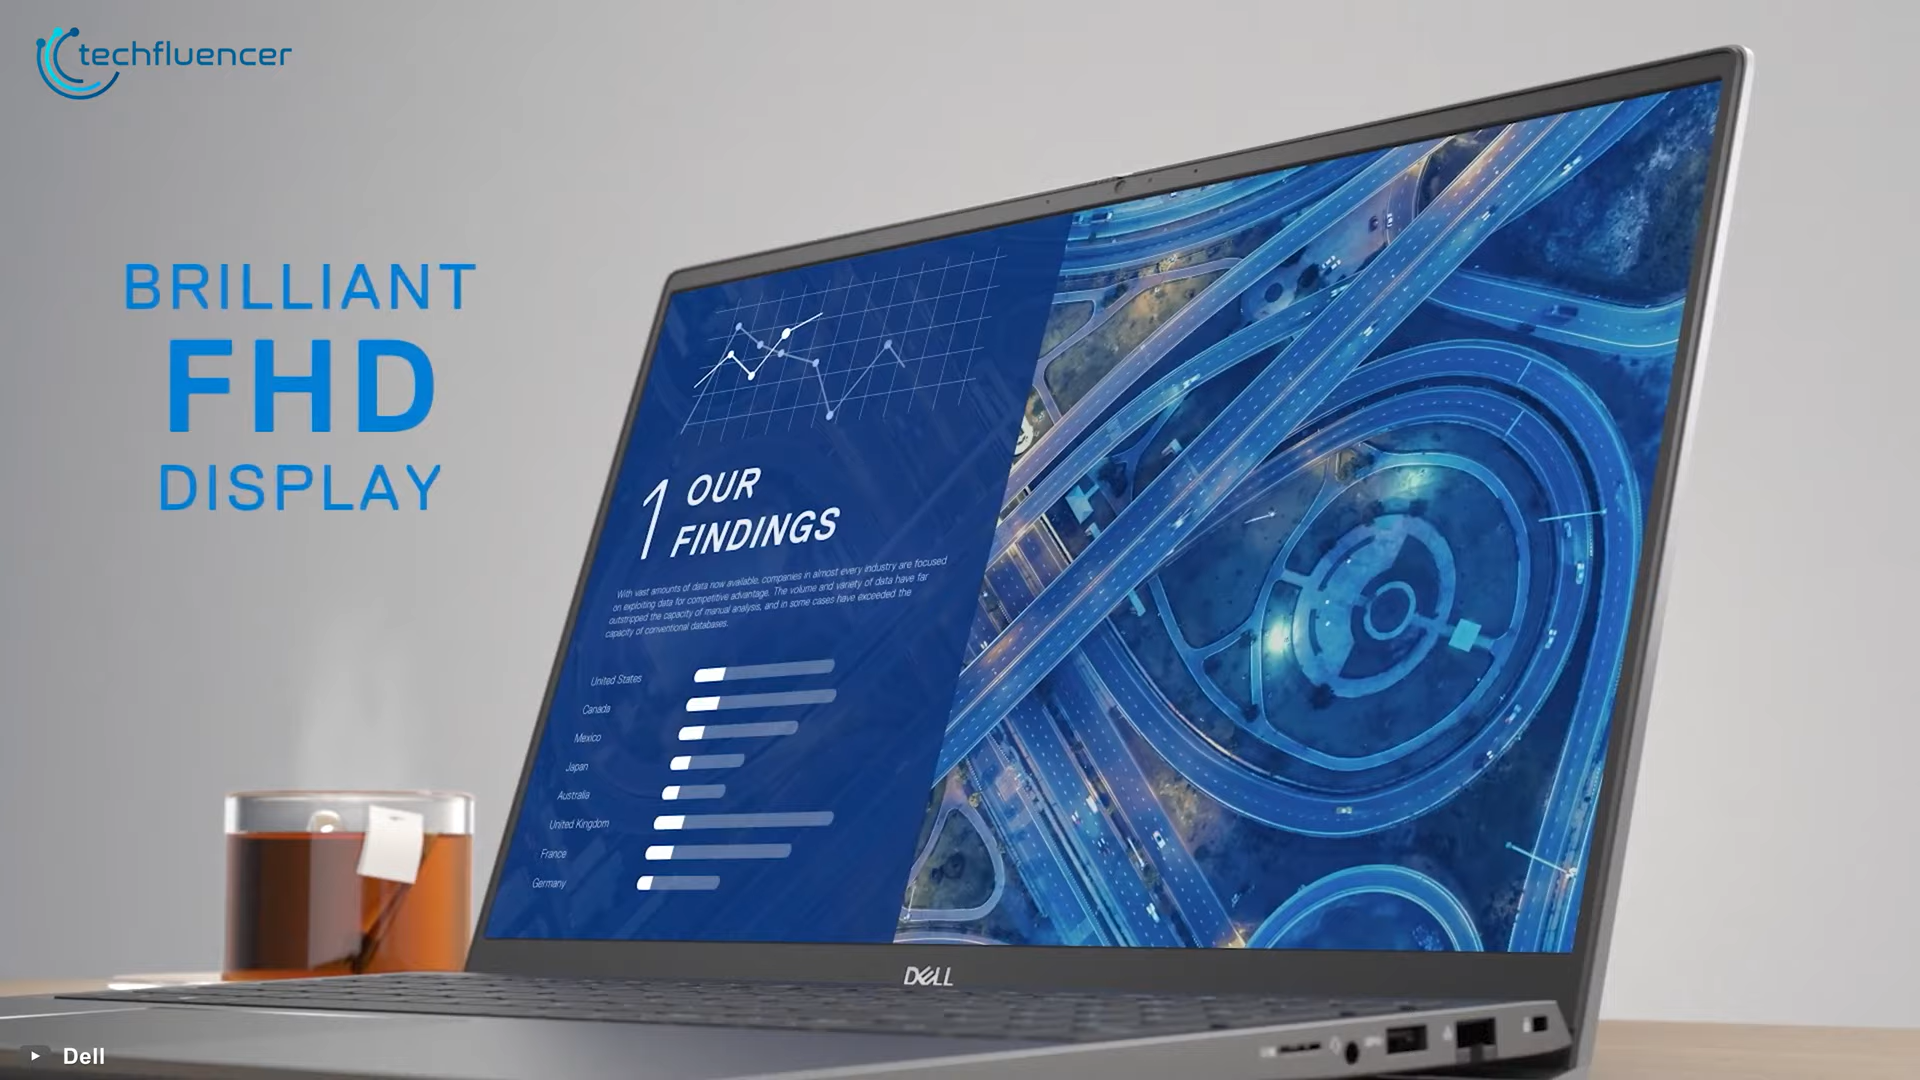 techfluencer
BRILLIANT
FHD
DISPLAY
1 OUR
FINDINGS
With vast amounts of data now available, companies in almost every industry are focused
on exploiting data for competitive advantage. The volume and variety of data have far
outstripped the capacity of manual analysis, and in some cases have exceeded the
capacity of conventional databases.
United States
Canada
Mexico
Japan
Australia
United Kingdom
France
Germany
DELL
Dell